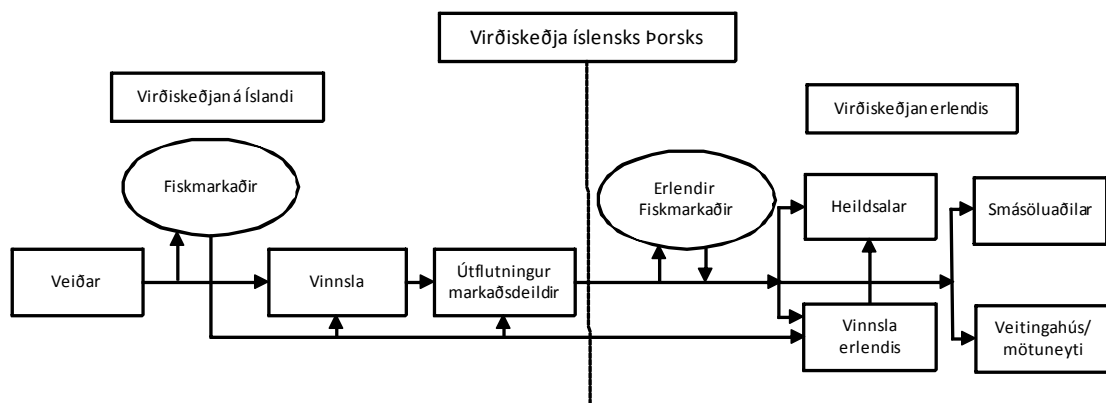 Virðiskeðja íslensks Þorsks
Virðiskeðjan á Íslandi
Virðiskeðjan erlendis
Fiskmarkaðir
Erlendir
Fiskmarkaðir
Heildsalar
Smásöluaðilar
Veiðar
Vinnsla
Útflutningur
markaðsdeildir
Vinnsla
erlendis
Veitingahús/
mötuneyti